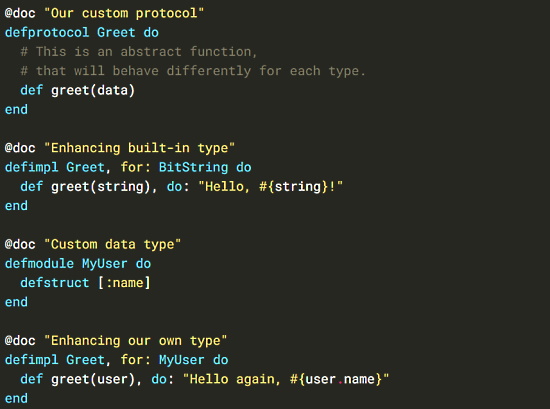 @doc "Our custom protocol"
defprotocol Greet do
  # This is an abstract function,
  # that will behave differently for each type.
  def greet(data)
end

@doc "Enhancing built-in type"
defimpl Greet, for: BitString do
  def greet(string), do: "Hello, #{string}!"
end

@doc "Custom data type"
defmodule MyUser do
  defstruct [:name]
end

@doc "Enhancing our own type"
defimpl Greet, for: MyUser do
  def greet(user), do: "Hello again, #{user.name}"
end